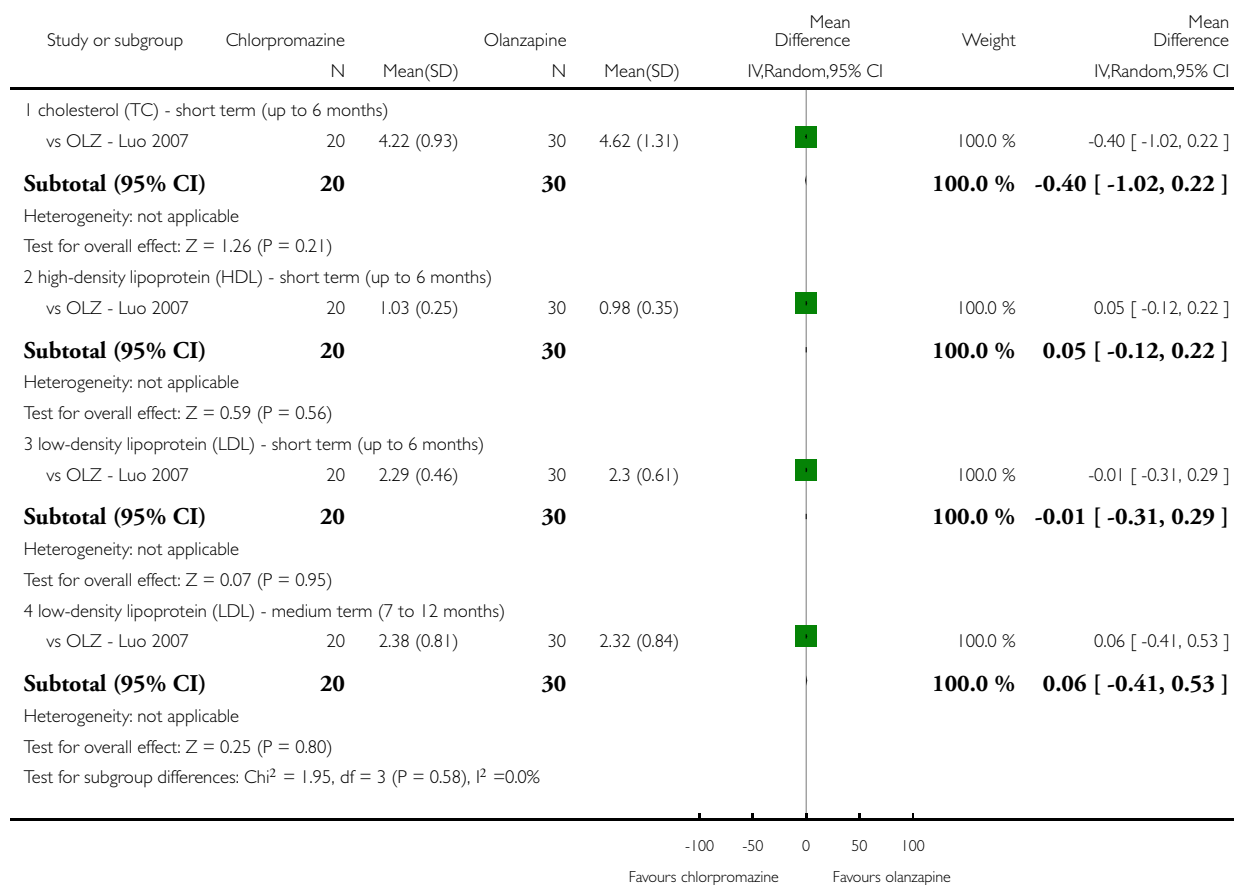 Study or subgroup Chlorpromazine Olanzapine Mean Difference Weight Mean Difference
N Mean(SD) N Mean(SD) IV,Random,95% CI IV,Random,95% CI
1 cholesterol (TC) - short term (up to 6 months)
vs OLZ - Luo 2007 20 4.22 (0.93) 30 4.62 (1.31) 100.0 % -0.40 [ -1.02, 0.22 ]
Subtotal (95% CI) 20 30 100.0 % -0.40 [ -1.02, 0.22 ]
Heterogeneity: not applicable
Test for overall effect: Z = 1.26 (P = 0.21)
2 high-density lipoprotein (HDL) - short term (up to 6 months)
vs OLZ - Luo 2007 20 1.03 (0.25) 30 0.98 (0.35) 100.0 % 0.05 [ -0.12, 0.22 ]
Subtotal (95% CI) 20 30 100.0 % 0.05 [ -0.12, 0.22 ]
Heterogeneity: not applicable
Test for overall effect: Z = 0.59 (P = 0.56)
3 low-density lipoprotein (LDL) - short term (up to 6 months)
vs OLZ - Luo 2007 20 2.29 (0.46) 30 2.3 (0.61) 100.0 % -0.01 [ -0.31, 0.29 ]
Subtotal (95% CI) 20 30 100.0 % -0.01 [ -0.31, 0.29 ]
Heterogeneity: not applicable
Test for overall effect: Z = 0.07 (P = 0.95)
4 low-density lipoprotein (LDL) - medium term (7 to 12 months)
vs OLZ - Luo 2007 20 2.38 (0.81) 30 2.32 (0.84) 100.0 % 0.06 [ -0.41, 0.53 ]
Subtotal (95% CI) 20 30 100.0 % 0.06 [ -0.41, 0.53 ]
Heterogeneity: not applicable
Test for overall effect: Z = 0.25 (P = 0.80)
Test for subgroup differences: Chi² = 1.95, df = 3 (P = 0.58), I² =0.0%
-100 -50 0 50 100
Favours chlorpromazine Favours olanzapine